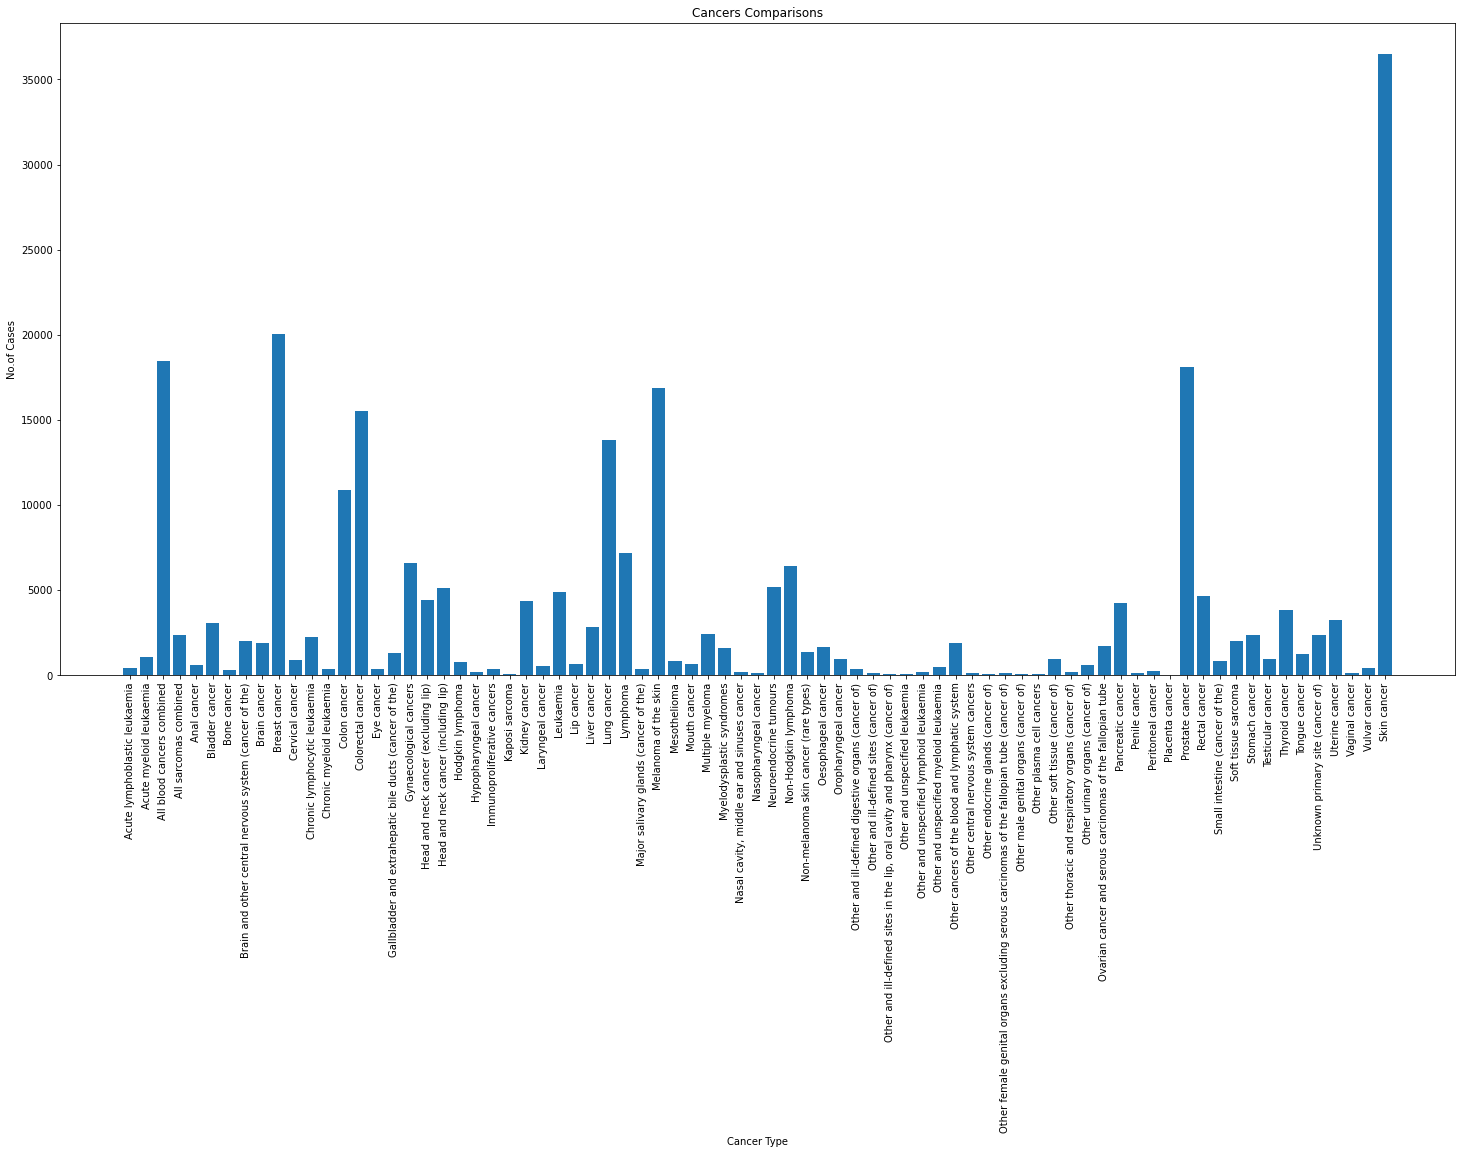 Cancers Comparisons
No.of Cases
35000
30000
25000
20000
15000
10000
5000
0
Acute lymphoblastic leukaemia
Acute myeloid leukaemia
All blood cancers combined
All sarcomas combined
Anal cancer
Bladder cancer
Bone cancer
Brain and other central nervous system (cancer of the)
Brain cancer
Breast cancer
Cervical cancer
Chronic lymphocytic leukaemia
Chronic myeloid leukaemia
Colon cancer
Colorectal cancer
Eye cancer
Gallbladder and extrahepatic bile ducts (cancer of the)
Gynaecological cancers
Head and neck cancer (excluding lip)
Head and neck cancer (including lip)
Hodgkin lymphoma
Hypopharyngeal cancer
Immunoproliferative cancers
Kaposi sarcoma
Kidney cancer
Laryngeal cancer
Leukaemia
Lip cancer
Liver cancer
Lung cancer
Lymphoma
Major salivary glands (cancer of the)
Melanoma of the skin
Mesothelioma
Mouth cancer
Multiple myeloma
Myelodysplastic syndromes
Nasal cavity, middle ear and sinuses cancer
Nasopharyngeal cancer
Neuroendocrine tumours
Non-Hodgkin lymphoma
Non-melanoma skin cancer (rare types)
Oesophageal cancer
Oropharyngeal cancer
Other and ill-defined digestive organs (cancer of)
Other and ill-defined sites (cancer of)
Other and ill-defined sites in the lip, oral cavity and pharynx (cancer of)
Other and unspecified leukaemia
Other and unspecified lymphoid leukaemia
Other and unspecified myeloid leukaemia
Other cancers of the blood and lymphatic system
Other central nervous system cancers
Other endocrine glands (cancer of)
Other female genital organs excluding serous carcinomas of the fallopian tube (cancer of)
Other male genital organs (cancer of)
Other plasma cell cancers
Other soft tissue (cancer of)
Other thoracic and respiratory organs (cancer of)
Other urinary organs (cancer of)
Ovarian cancer and serous carcinomas of the fallopian tube
Pancreatic cancer
Penile cancer
Peritoneal cancer
Placenta cancer
Prostate cancer
Rectal cancer
Small intestine (cancer of the)
Soft tissue sarcoma
Stomach cancer
Testicular cancer
Thyroid cancer
Tongue cancer
Unknown primary site (cancer of)
Uterine cancer
Vaginal cancer
Vulvar cancer
Skin cancer
Cancer Type